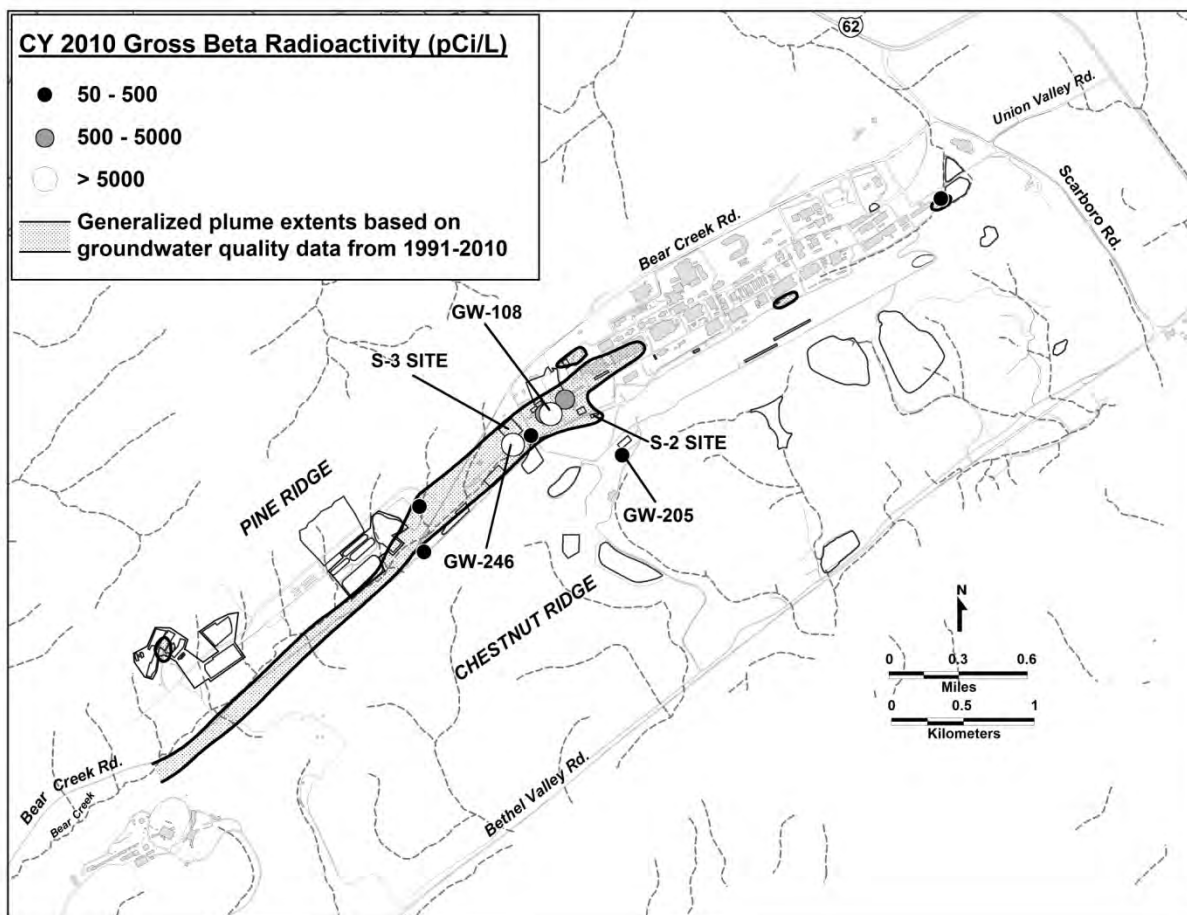 CY 2010 Gross Beta Radioactivity (pCi/L)
50 - 500
500 - 5000
> 5000
Generalized plume extents based on
groundwater quality data from 1991-2010
62
Union Valley Rd.
Scarboro Rd.
Bear Creek Rd.
GW-108
S-3 SITE
S-2 SITE
GW-205
PINE RIDGE
GW-246
CHESTNUT RIDGE
N
0 0.3 0.6
Miles
0 0.5 1
Kilometers
Bear Creek Rd.
Bear Creek
Bethel Valley Rd.